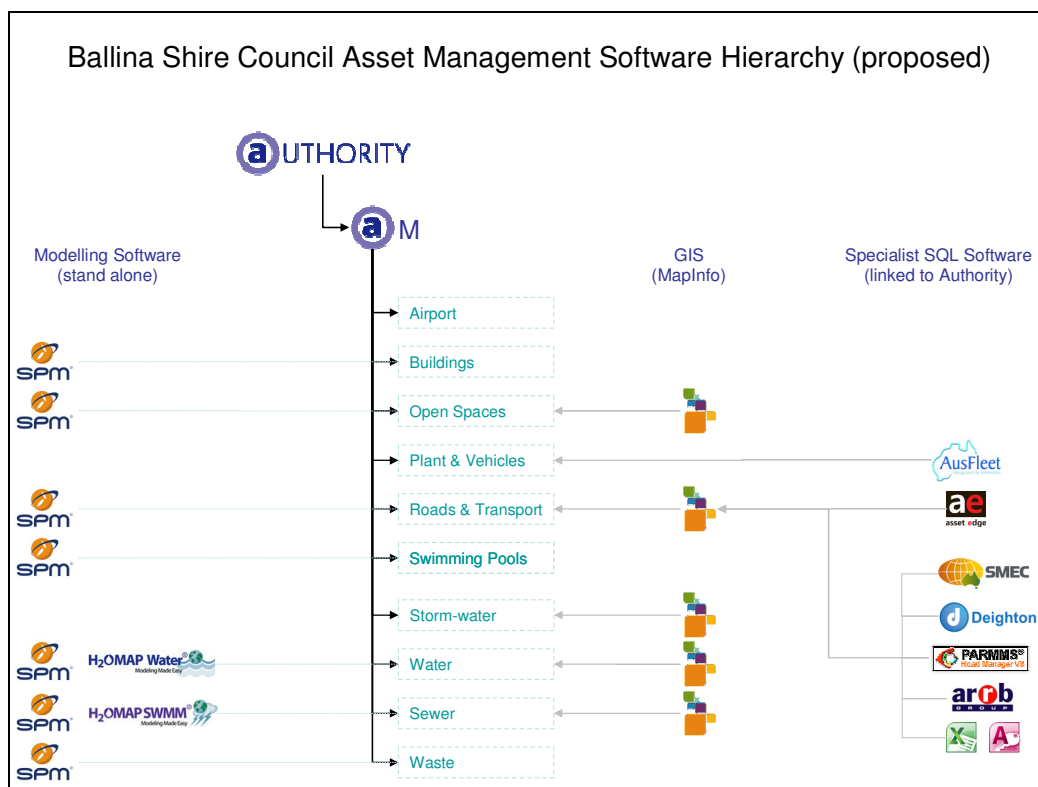 Ballina Shire Council Asset Management Software Hierarchy (proposed)
aUTHORITY
a M
Modelling Software
(stand alone)
GIS
(MapInfo)
Specialist SQL Software
(linked to Authority)
Airport
SPM® Buildings
SPM® Open Spaces
Plant & Vehicles AusFleet
SPM® Roads & Transport ae
asset edge
SPM® Swimming Pools
SMEC
Storm-water d Deighton
SPM® H2OMAP Water® Water PARMMS®
Modeling Made Easy Road Manager V3
SPM® H2OMAP SWMM® Sewer arrb
Modeling Made Easy GROUP
X A
SPM® Waste